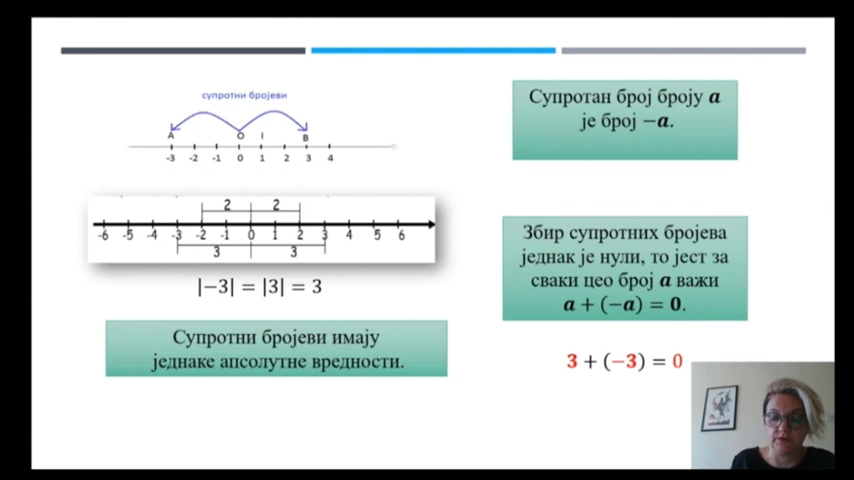 супротни бројеви
A O I B
-3 -2 -1 0 1 2 3 4
2 2
-6 -5 -4 -3 -2 -1 0 1 2 3 4 5 6
3 3
|−3| = |3| = 3
Супротни бројеви имају
једнаке апсолутне вредности.
Супротан број броју a
је број −a.
Збир супротних бројева
једнак је нули, то јест за
сваки цео број a важи
a + (−a) = 0.
3 + (−3) = 0